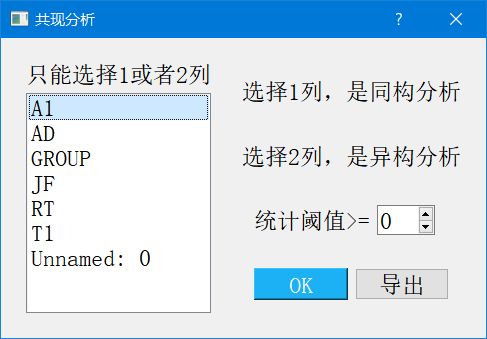 共现分析
只能选择1或者2列
A1
AD
GROUP
JF
RT
T1
Unnamed: 0
选择1列，是同构分析
选择2列，是异构分析
统计阈值>= 0
OK 导出